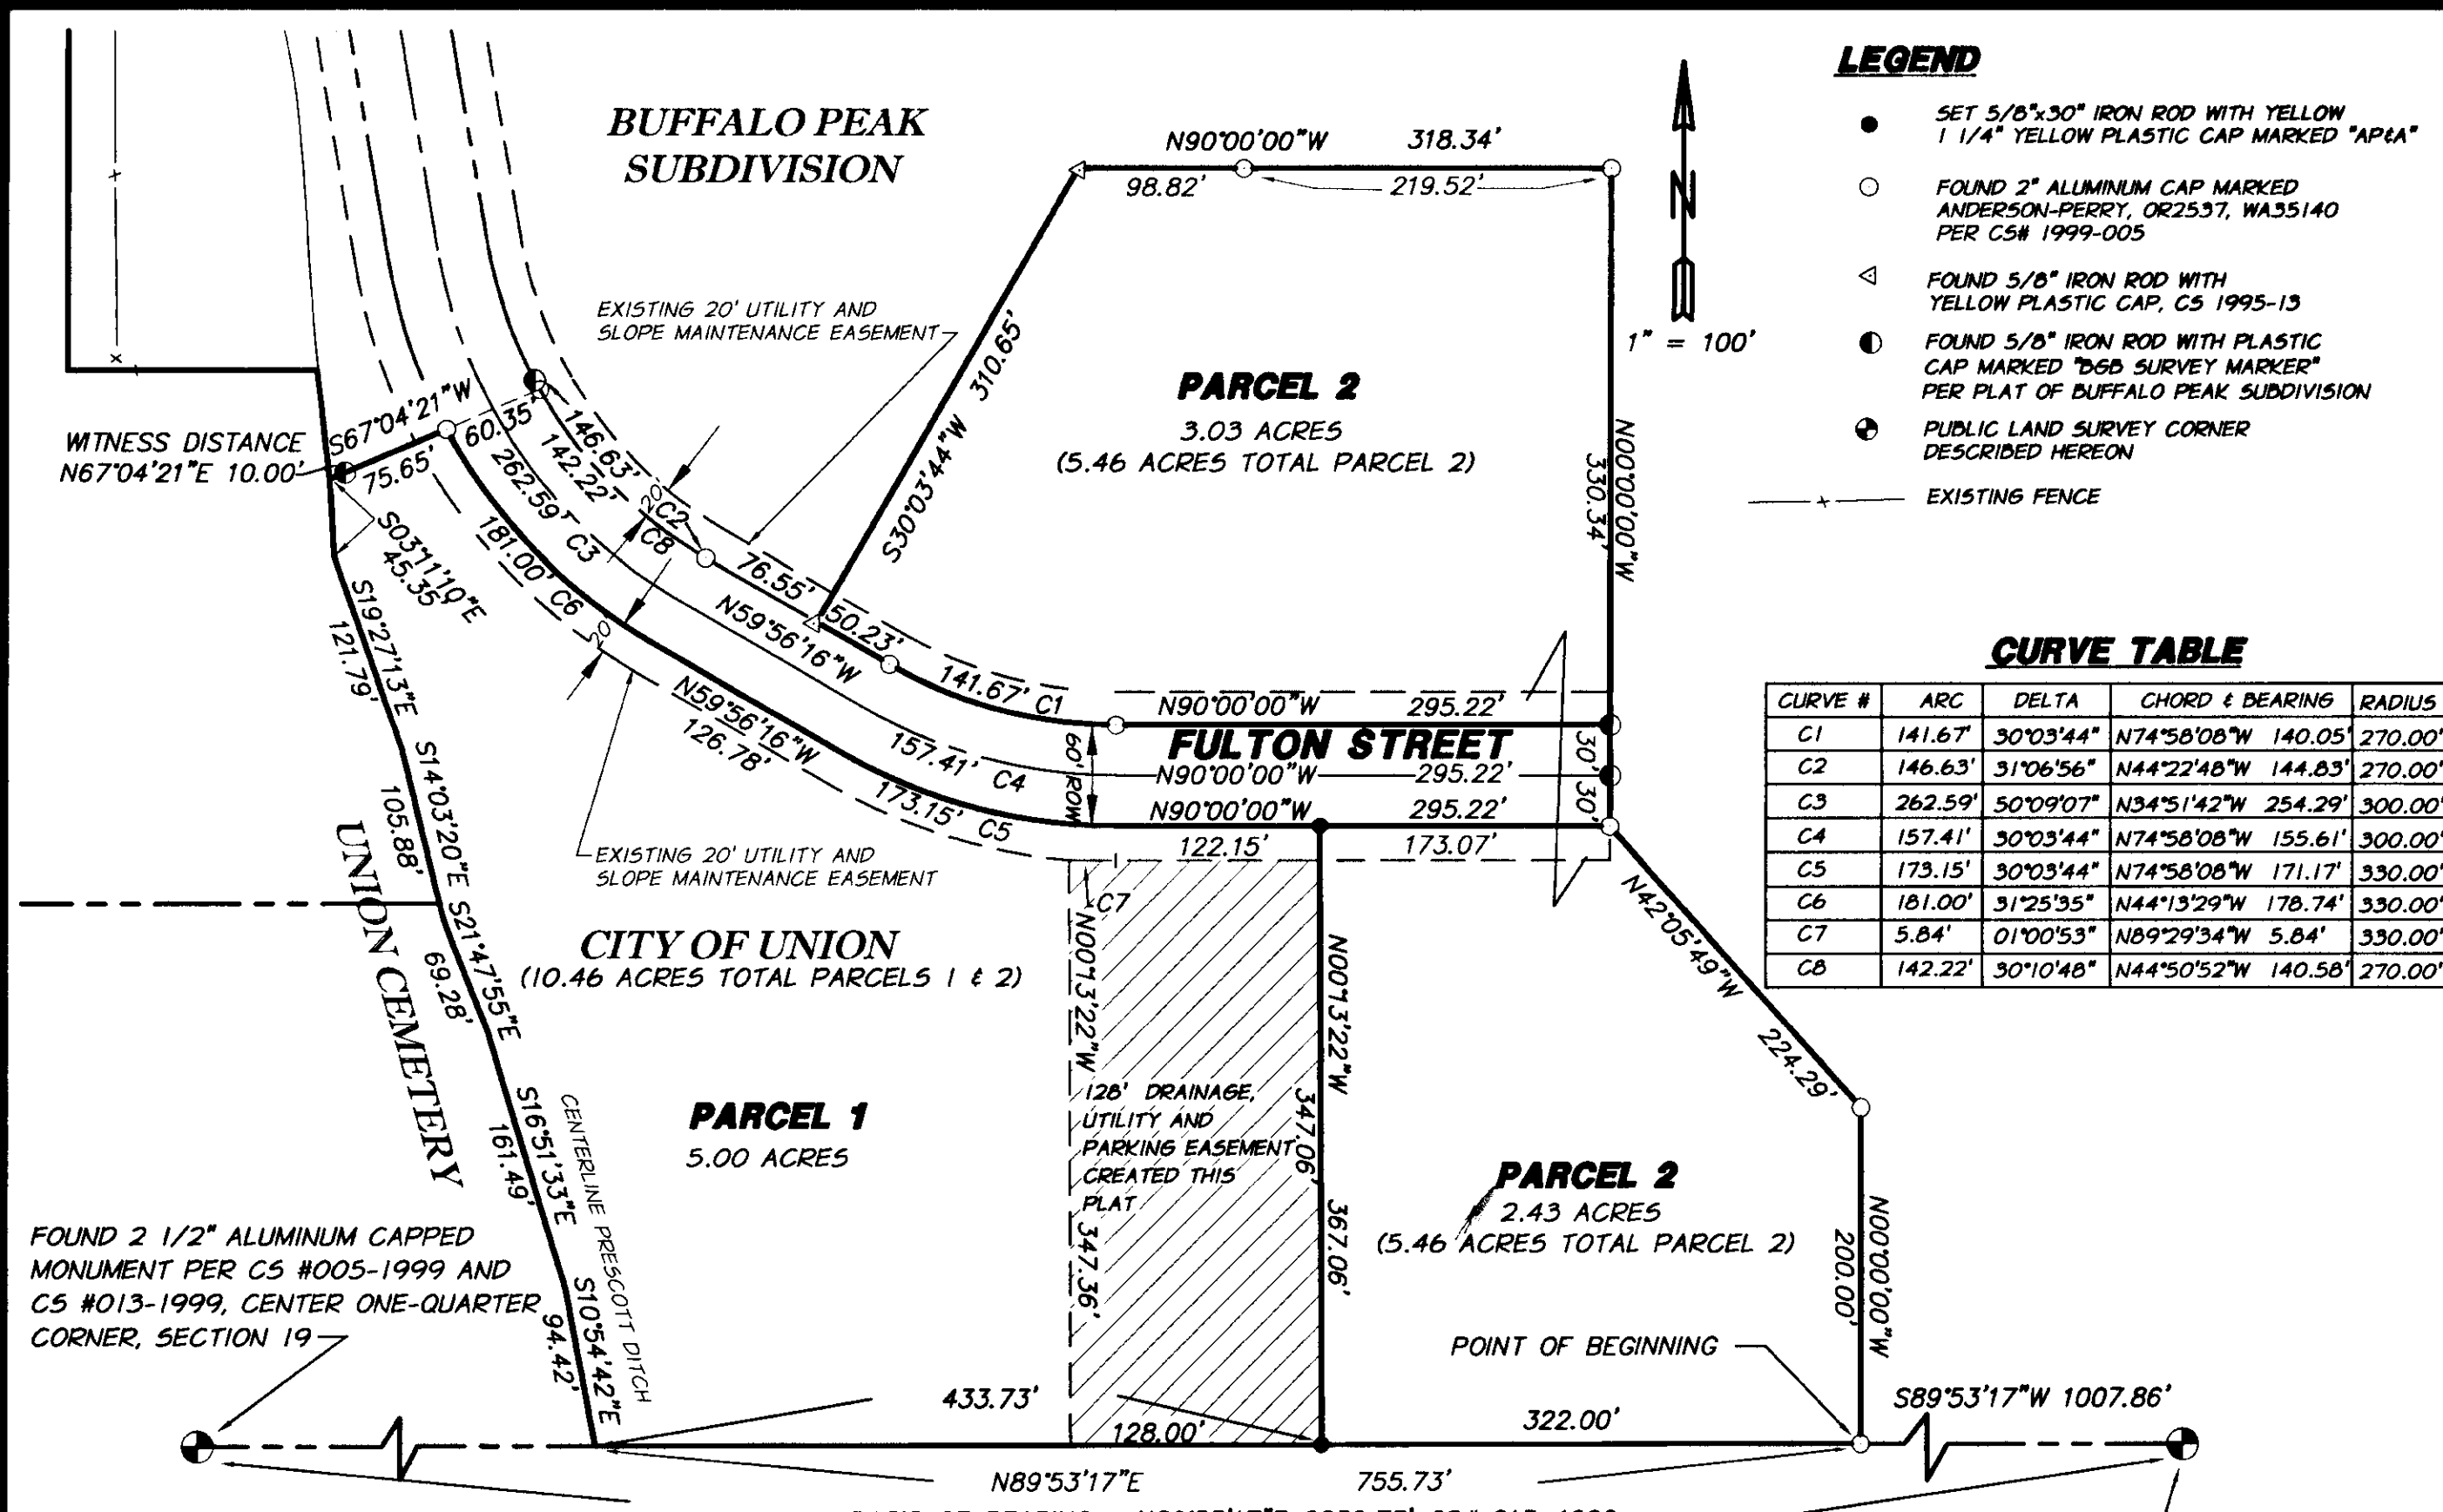 BUFFALO PEAK
SUBDIVISION
N90°00'00"W 318.34'
98.82' 219.52'
N
1" = 100'
LEGEND
SET 5/8"x30" IRON ROD WITH YELLOW
1 1/4" YELLOW PLASTIC CAP MARKED "AP&A"
FOUND 2" ALUMINUM CAP MARKED
ANDERSON-PERRY, OR2537, WA35140
PER CS# 1999-005
FOUND 5/8" IRON ROD WITH
YELLOW PLASTIC CAP, CS 1995-13
FOUND 5/8" IRON ROD WITH PLASTIC
CAP MARKED "BGB SURVEY MARKER"
PER PLAT OF BUFFALO PEAK SUBDIVISION
PUBLIC LAND SURVEY CORNER
DESCRIBED HEREON
EXISTING FENCE
EXISTING 20' UTILITY AND
SLOPE MAINTENANCE EASEMENT
S30°03'44"W 310.65'
PARCEL 2
3.03 ACRES
(5.46 ACRES TOTAL PARCEL 2)
N00°00'00"W
330.34'
WITNESS DISTANCE
N67°04'21"E 10.00'
S67°04'21"W
75.65'
60.35'
146.63'
142.22'
20'
C2
C8
262.59' C3
181.00' C6
20'
76.55'
50.23'
N59°56'16"W
N59°56'16"W
126.78'
141.67' C1
157.41' C4
173.15' C5
S03°11'10"E
45.35'
S19°27'13"E
121.79'
S14°03'20"E
105.88'
S21°47'55"E
69.28'
S16°51'33"E
161.49'
S10°54'42"E
94.42'
CENTERLINE PRESCOTT DITCH
UNION CEMETERY
N90°00'00"W 295.22'
FULTON STREET
N90°00'00"W 295.22'
N90°00'00"W 295.22'
122.15' 173.07'
60' ROW
30'
30'
EXISTING 20' UTILITY AND
SLOPE MAINTENANCE EASEMENT
C7
CITY OF UNION
(10.46 ACRES TOTAL PARCELS 1 & 2)
N00°13'22"W
347.36'
128' DRAINAGE,
UTILITY AND
PARKING EASEMENT
CREATED THIS
PLAT
N00°13'22"W
347.06'
367.06'
N42°05'49"W
224.29'
CURVE TABLE
CURVE # ARC DELTA CHORD & BEARING RADIUS
C1 141.67' 30°03'44" N74°58'08"W 140.05' 270.00'
C2 146.63' 31°06'56" N44°22'48"W 144.83' 270.00'
C3 262.59' 50°09'07" N34°51'42"W 254.29' 300.00'
C4 157.41' 30°03'44" N74°58'08"W 155.61' 300.00'
C5 173.15' 30°03'44" N74°58'08"W 171.17' 330.00'
C6 181.00' 31°25'35" N44°13'29"W 178.74' 330.00'
C7 5.84' 01°00'53" N89°29'34"W 5.84' 330.00'
C8 142.22' 30°10'48" N44°50'52"W 140.58' 270.00'
PARCEL 1
5.00 ACRES
PARCEL 2
2.43 ACRES
(5.46 ACRES TOTAL PARCEL 2)
N00°00'00"W
200.00'
FOUND 2 1/2" ALUMINUM CAPPED
MONUMENT PER CS #005-1999 AND
CS #013-1999, CENTER ONE-QUARTER
CORNER, SECTION 19
POINT OF BEGINNING
433.73'
128.00'
322.00'
S89°53'17"W 1007.86'
N89°53'17"E 755.73'